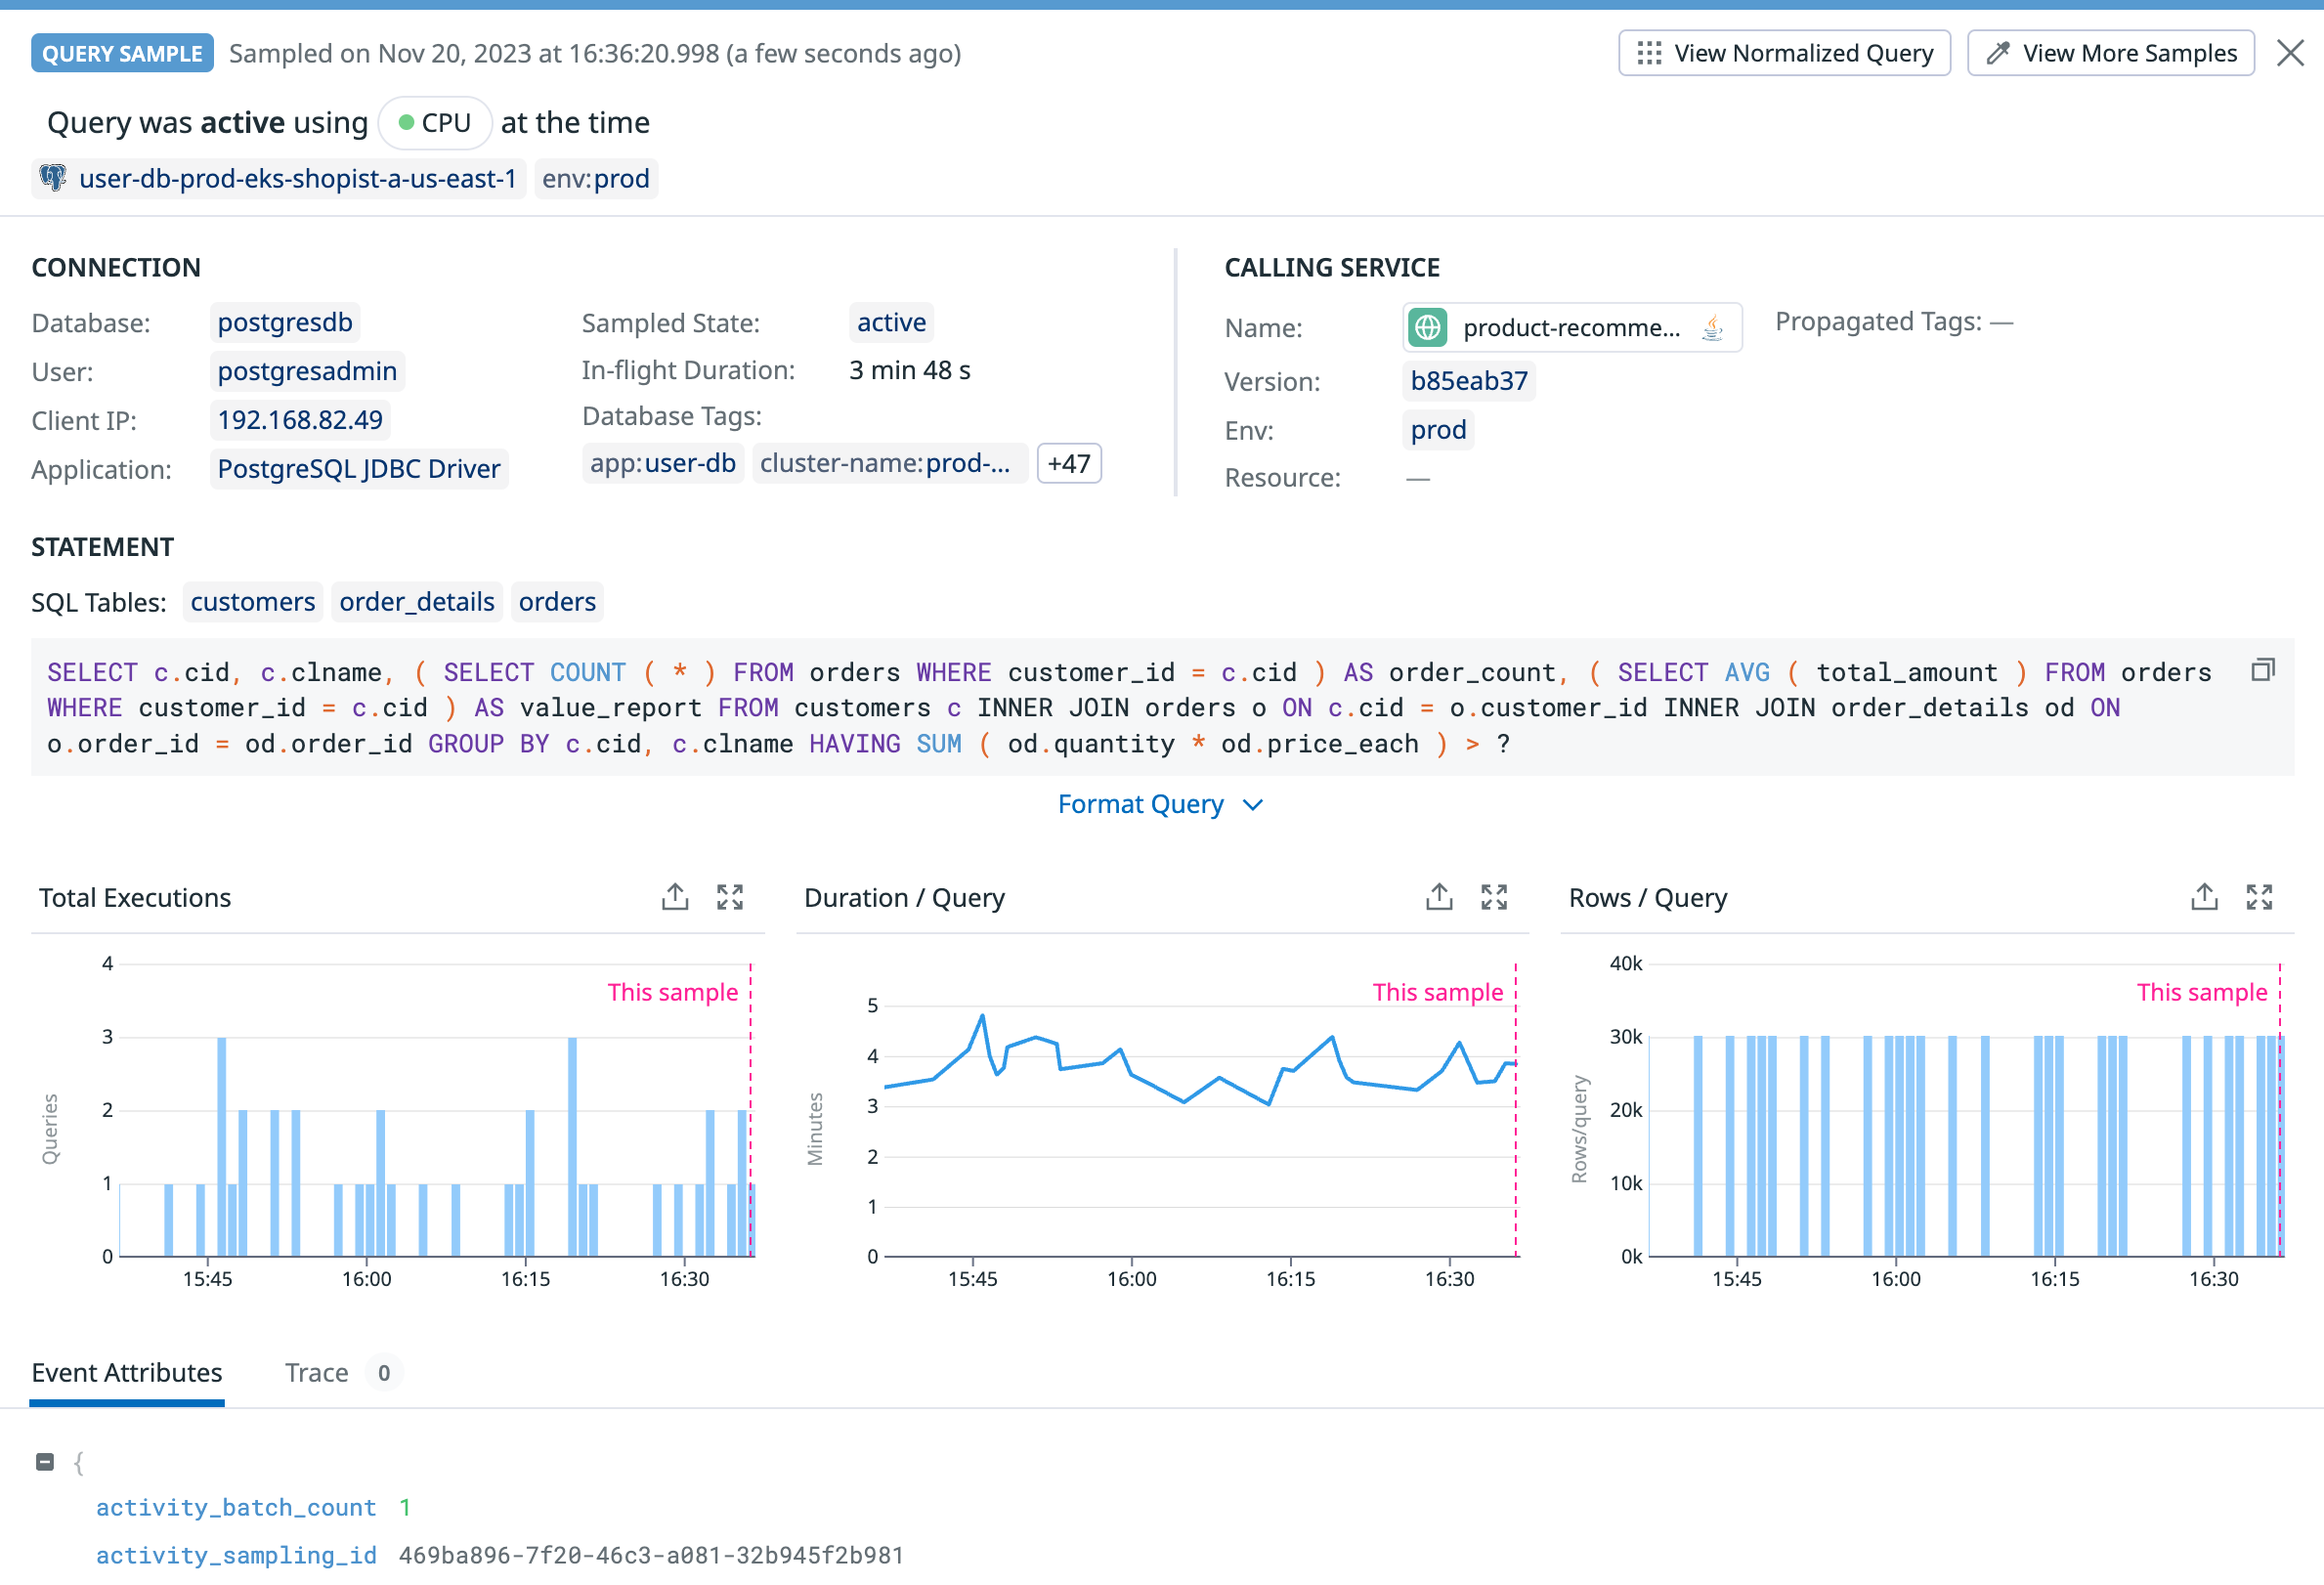 QUERY SAMPLE Sampled on Nov 20, 2023 at 16:36:20.998 (a few seconds ago) View Normalized Query View More Samples
Query was active using CPU at the time
user-db-prod-eks-shopist-a-us-east-1 env:prod
CONNECTION
Database: postgresdb
User: postgresadmin
Client IP: 192.168.82.49
Application: PostgreSQL JDBC Driver
Sampled State: active
In-flight Duration: 3 min 48 s
Database Tags:
app:user-db cluster-name:prod-... +47
CALLING SERVICE
Name: product-recomme...
Version: b85eab37
Env: prod
Resource: —
Propagated Tags: —
STATEMENT
SQL Tables: customers order_details orders
SELECT c.cid, c.clname, ( SELECT COUNT ( * ) FROM orders WHERE customer_id = c.cid ) AS order_count, ( SELECT AVG ( total_amount ) FROM orders
WHERE customer_id = c.cid ) AS value_report FROM customers c INNER JOIN orders o ON c.cid = o.customer_id INNER JOIN order_details od ON
o.order_id = od.order_id GROUP BY c.cid, c.clname HAVING SUM ( od.quantity * od.price_each ) > ?
Format Query
Total Executions
This sample
Queries
4
3
2
1
0
15:45 16:00 16:15 16:30
Duration / Query
This sample
Minutes
5
4
3
2
1
0
15:45 16:00 16:15 16:30
Rows / Query
This sample
Rows/query
40k
30k
20k
10k
0k
15:45 16:00 16:15 16:30
Event Attributes Trace 0
{
activity_batch_count 1
activity_sampling_id 469ba896-7f20-46c3-a081-32b945f2b981